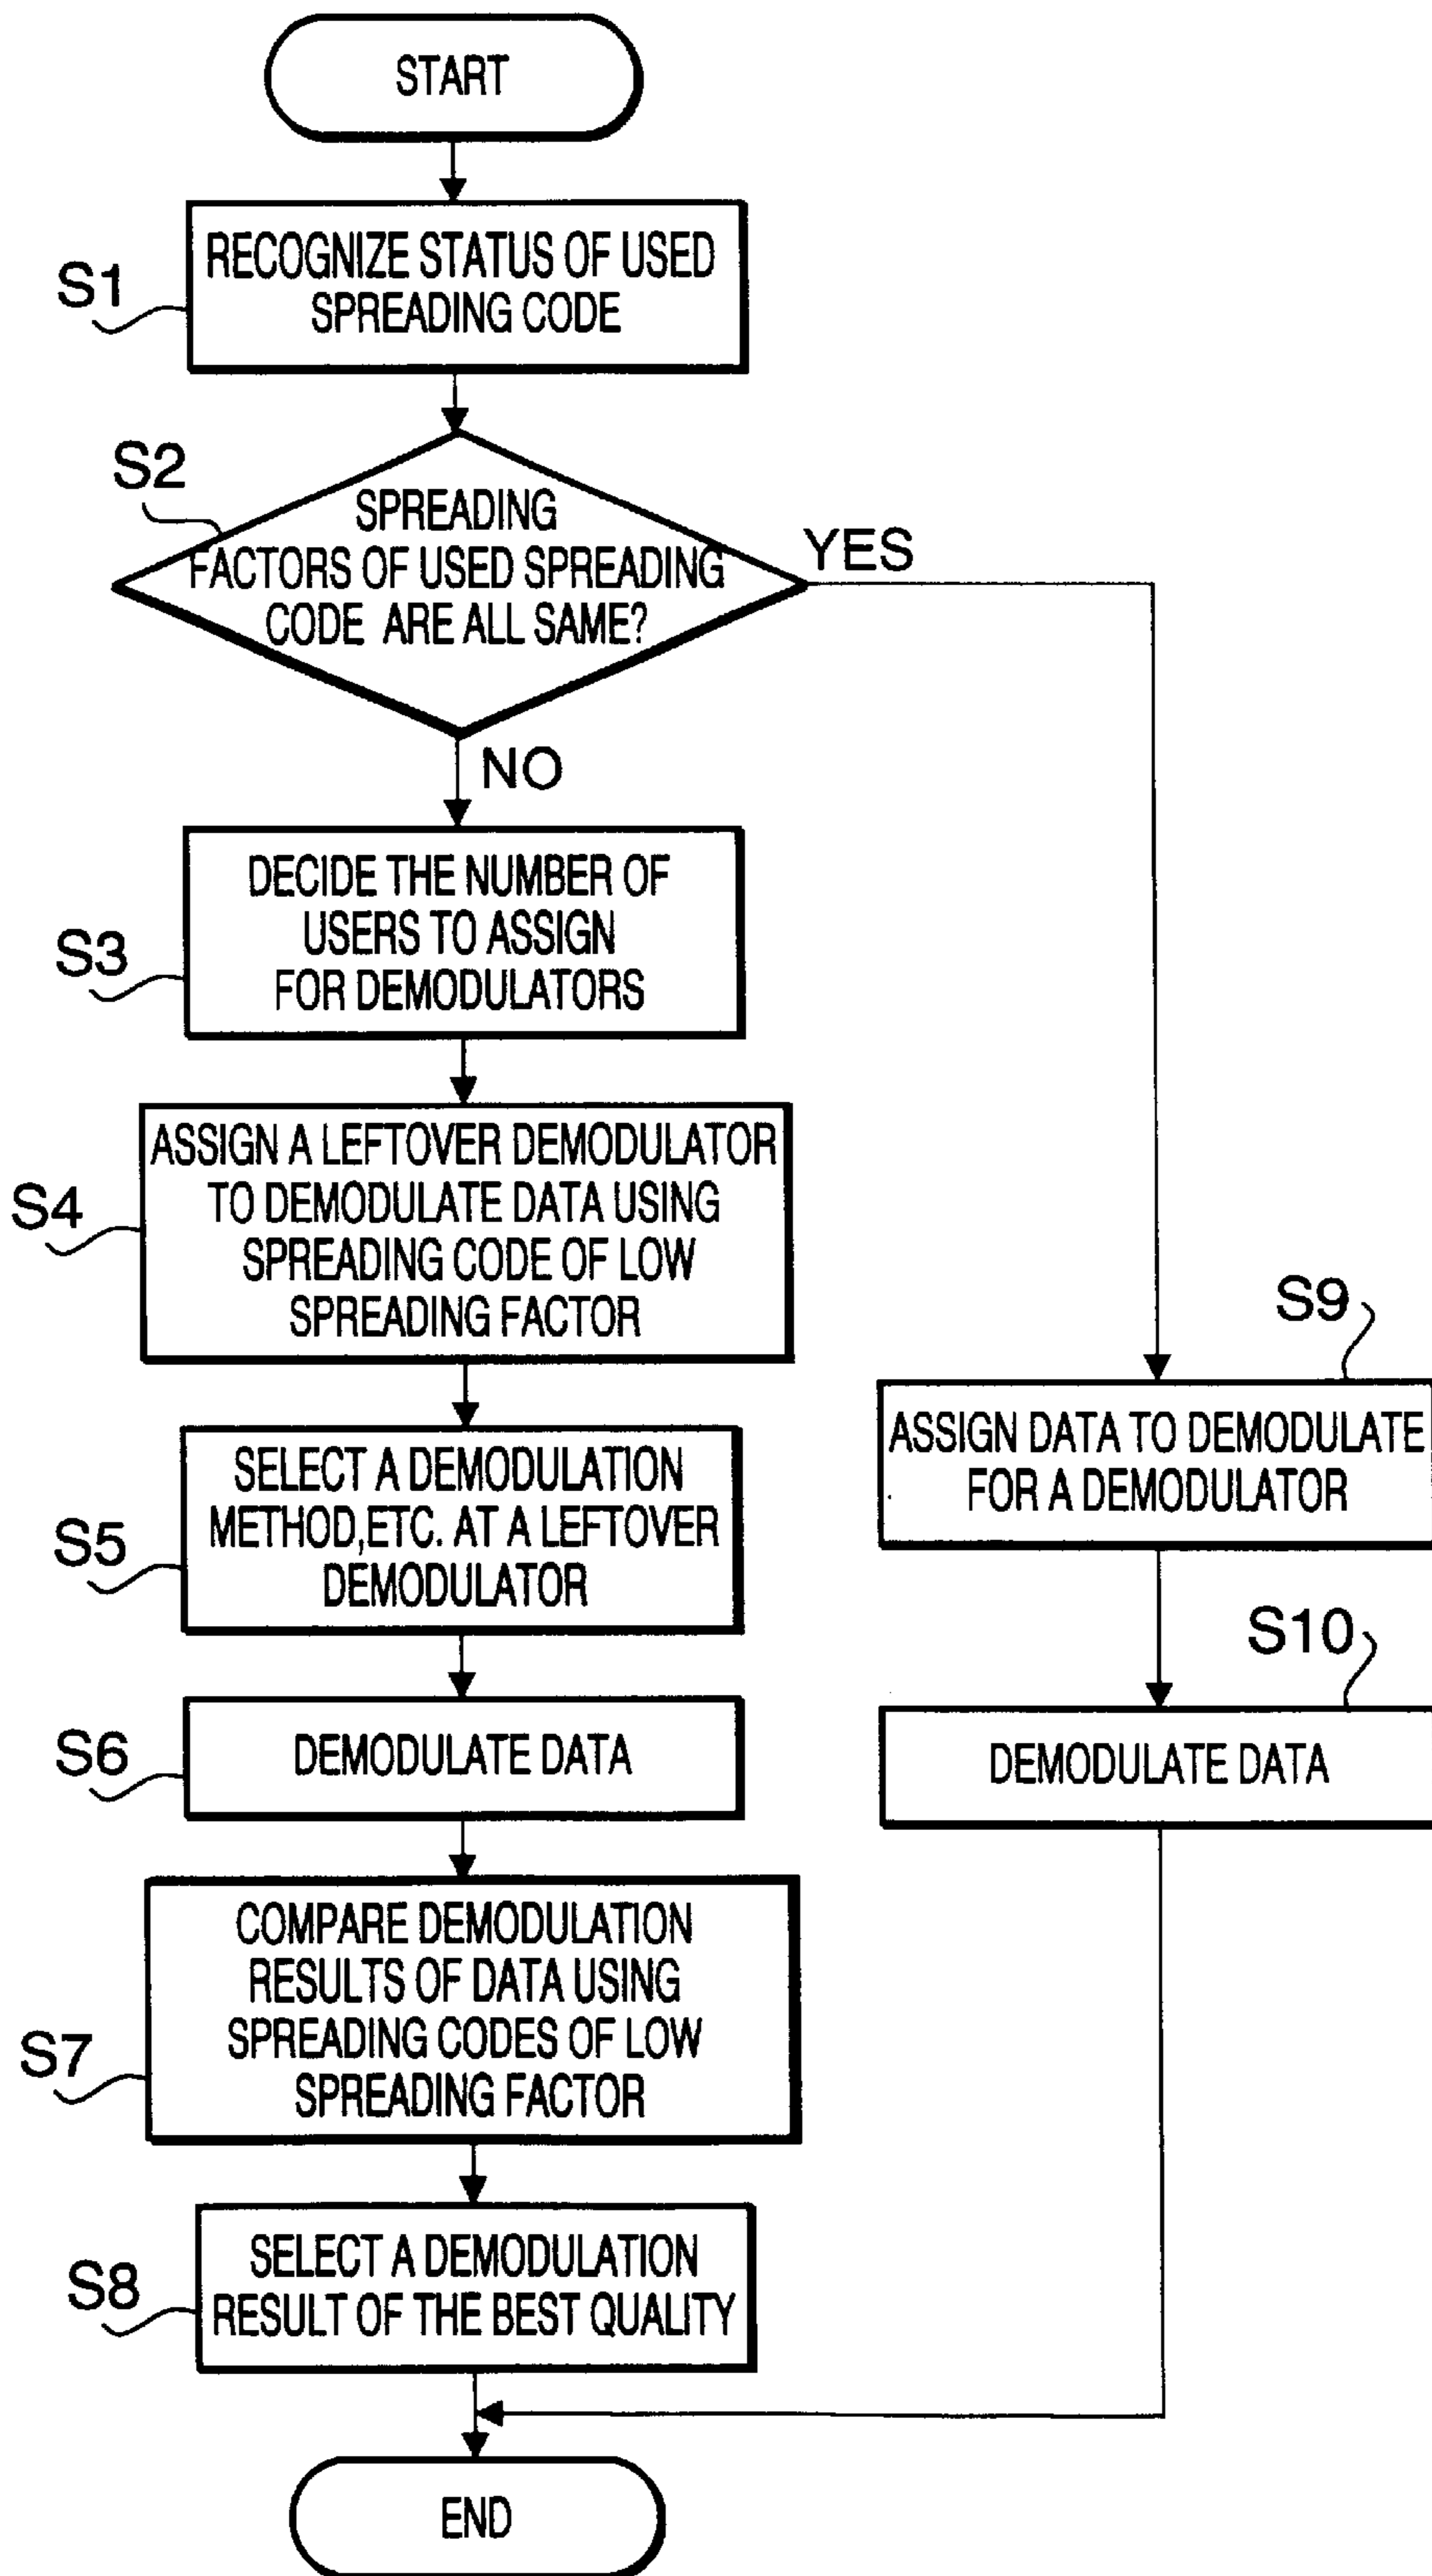 START
S1
RECOGNIZE STATUS OF USED
SPREADING CODE
S2
SPREADING
FACTORS OF USED SPREADING
CODE ARE ALL SAME?
YES
NO
S3
DECIDE THE NUMBER OF
USERS TO ASSIGN
FOR DEMODULATORS
S4
ASSIGN A LEFTOVER DEMODULATOR
TO DEMODULATE DATA USING
SPREADING CODE OF LOW
SPREADING FACTOR
S5
SELECT A DEMODULATION
METHOD,ETC. AT A LEFTOVER
DEMODULATOR
S6
DEMODULATE DATA
S7
COMPARE DEMODULATION
RESULTS OF DATA USING
SPREADING CODES OF LOW
SPREADING FACTOR
S8
SELECT A DEMODULATION
RESULT OF THE BEST QUALITY
S9
ASSIGN DATA TO DEMODULATE
FOR A DEMODULATOR
S10
DEMODULATE DATA
END